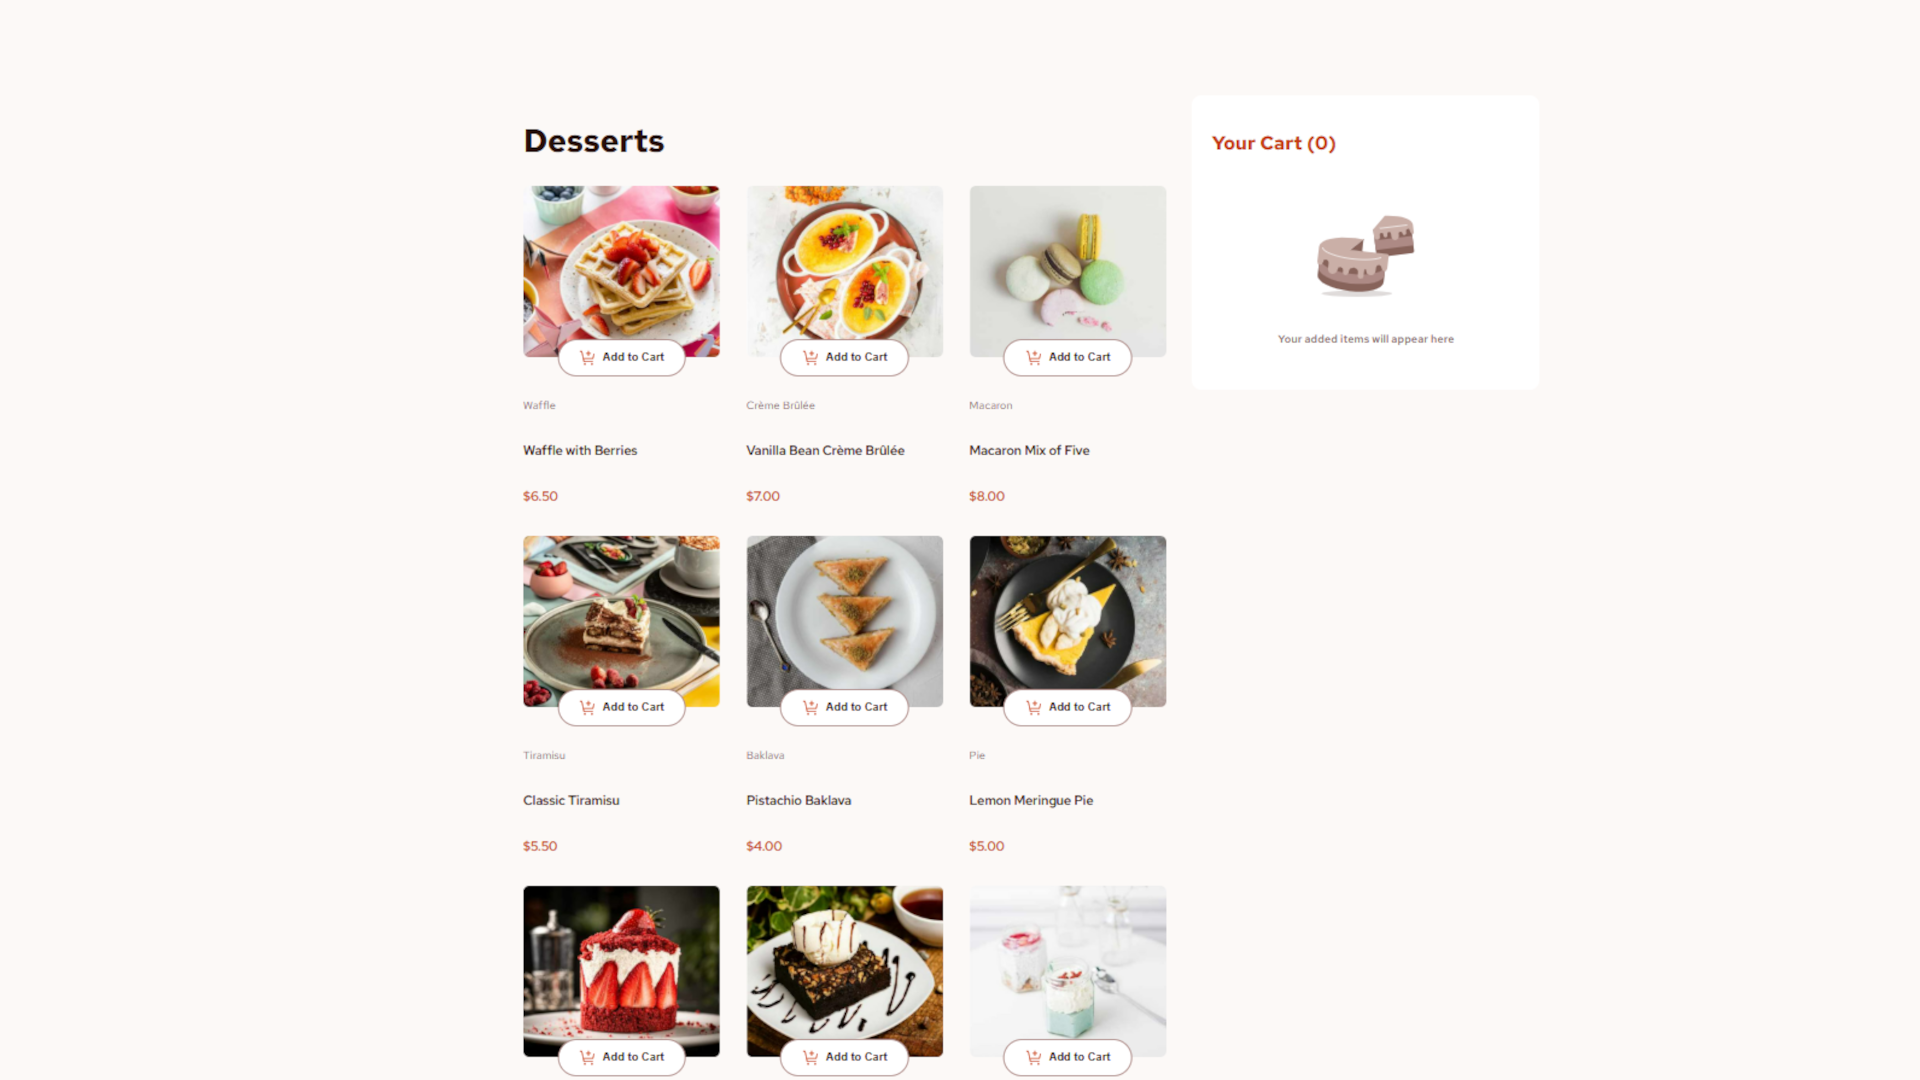 Desserts
Your Cart (0)
Your added items will appear here
Add to Cart
Add to Cart
Add to Cart
Waffle
Crème Brûlée
Macaron
Waffle with Berries
Vanilla Bean Crème Brûlée
Macaron Mix of Five
$6.50
$7.00
$8.00
Add to Cart
Add to Cart
Add to Cart
Tiramisu
Baklava
Pie
Classic Tiramisu
Pistachio Baklava
Lemon Meringue Pie
$5.50
$4.00
$5.00
Add to Cart
Add to Cart
Add to Cart